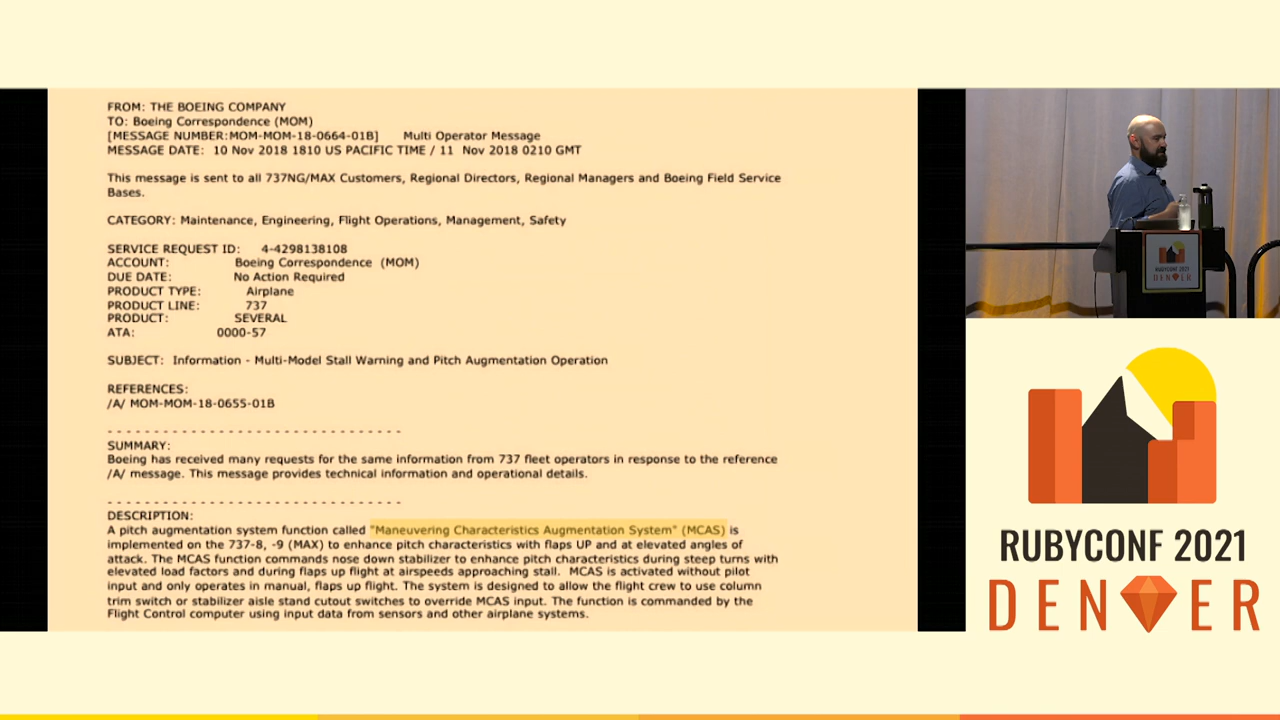 FROM: THE BOEING COMPANY
TO: Boeing Correspondence (MOM)
[MESSAGE NUMBER:MOM-MOM-18-0664-01B] Multi Operator Message
MESSAGE DATE: 10 Nov 2018 1810 US PACIFIC TIME / 11 Nov 2018 0210 GMT
This message is sent to all 737NG/MAX Customers, Regional Directors, Regional Managers and Boeing Field Service
Bases.
CATEGORY: Maintenance, Engineering, Flight Operations, Management, Safety
SERVICE REQUEST ID: 4-4298138108
ACCOUNT: Boeing Correspondence (MOM)
DUE DATE: No Action Required
PRODUCT TYPE: Airplane
PRODUCT LINE: 737
PRODUCT: SEVERAL
ATA: 0000-57
SUBJECT: Information - Multi-Model Stall Warning and Pitch Augmentation Operation
REFERENCES:
/A/ MOM-MOM-18-0655-01B
- - - - - - - - - - - - - - - - - - - - - - - - - - - - - - - -
SUMMARY:
Boeing has received many requests for the same information from 737 fleet operators in response to the reference
/A/ message. This message provides technical information and operational details.
- - - - - - - - - - - - - - - - - - - - - - - - - - - - - - - -
DESCRIPTION:
A pitch augmentation system function called "Maneuvering Characteristics Augmentation System" (MCAS) is
implemented on the 737-8, -9 (MAX) to enhance pitch characteristics with flaps UP and at elevated angles of
attack. The MCAS function commands nose down stabilizer to enhance pitch characteristics during steep turns with
elevated load factors and during flaps up flight at airspeeds approaching stall. MCAS is activated without pilot
input and only operates in manual, flaps up flight. The system is designed to allow the flight crew to use column
trim switch or stabilizer aisle stand cutout switches to override MCAS input. The function is commanded by the
Flight Control computer using input data from sensors and other airplane systems.
RUBYCONF 2021
DENVER
RUBYCONF 2021
DENVER